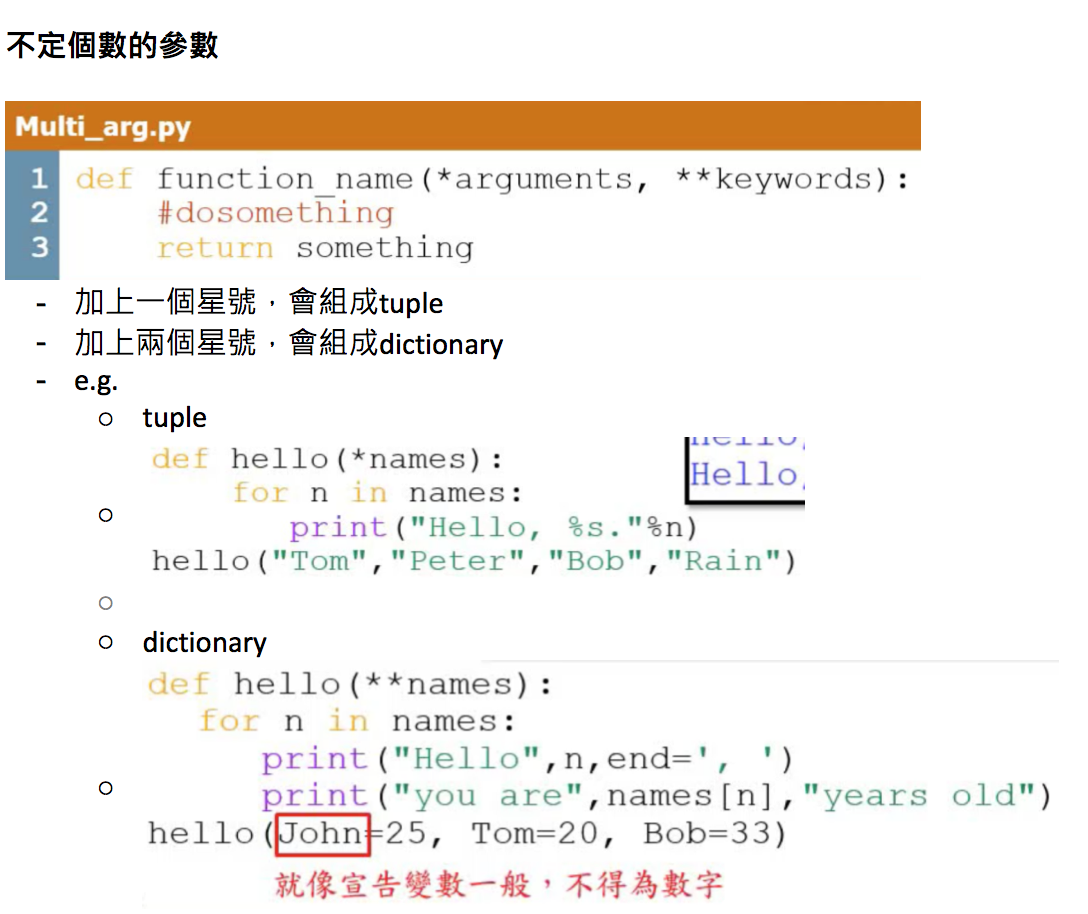 不定個數的參數
Multi_arg.py
1 def function_name(*arguments, **keywords):
2 #dosomething
3 return something
- 加上一個星號，會組成tuple
- 加上兩個星號，會組成dictionary
- e.g.
○ tuple
def hello(*names):
for n in names:
print("Hello, %s."%n)
hello("Tom","Peter","Bob","Rain")
Hello,
○ dictionary
def hello(**names):
for n in names:
print("Hello",n,end=', ')
print("you are",names[n],"years old")
hello(John=25, Tom=20, Bob=33)
就像宣告變數一般，不得為數字